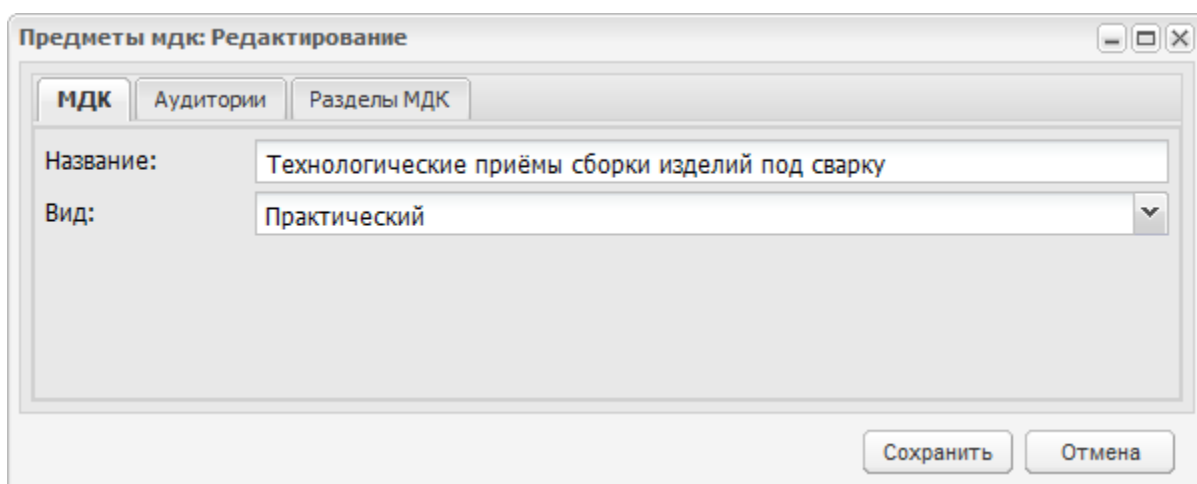 Предметы мдк: Редактирование
МДК Аудитории Разделы МДК
Название: Технологические приёмы сборки изделий под сварку
Вид: Практический
Сохранить Отмена